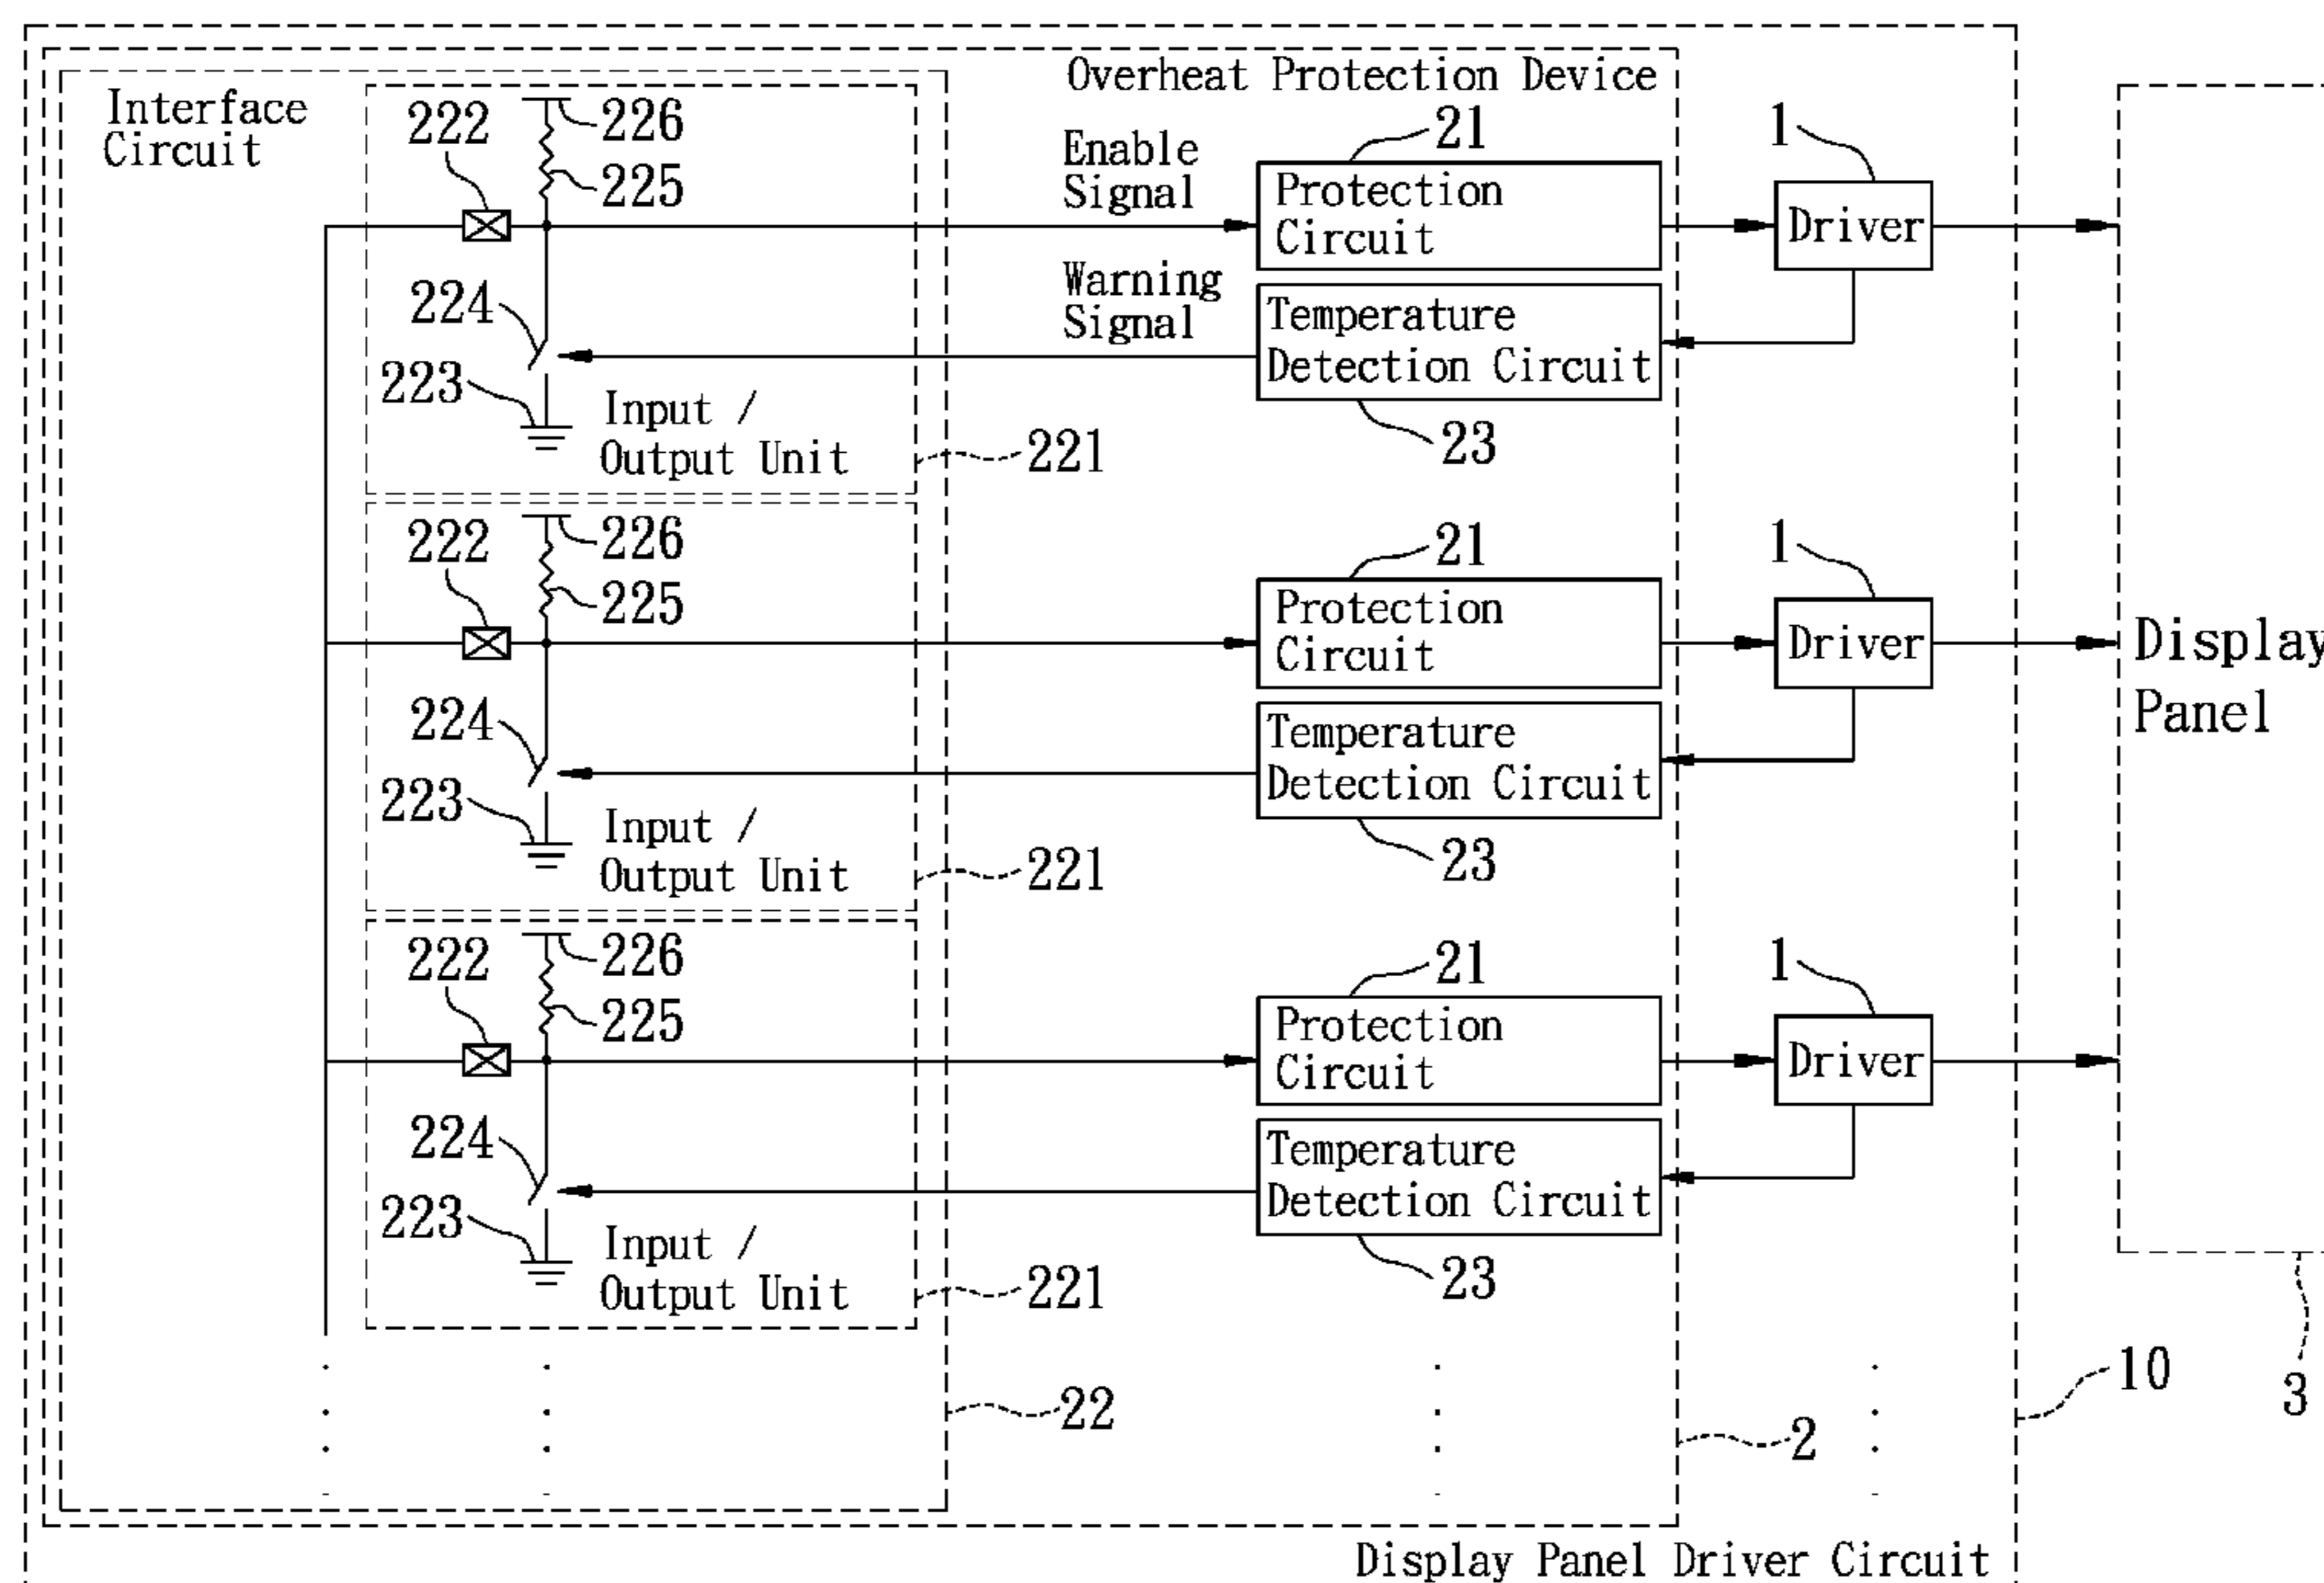 Overheat Protection Device
Interface
Circuit
222
226
225
Enable
Signal
21
Protection
Circuit
1
Driver
224
223
Warning
Signal
Temperature
Detection Circuit
23
Input /
Output Unit
221
222
226
225
21
Protection
Circuit
1
Driver
Display
Panel
224
223
Temperature
Detection Circuit
23
Input /
Output Unit
221
222
226
225
21
Protection
Circuit
1
Driver
224
223
Temperature
Detection Circuit
23
Input /
Output Unit
221
22
2
10
3
Display Panel Driver Circuit